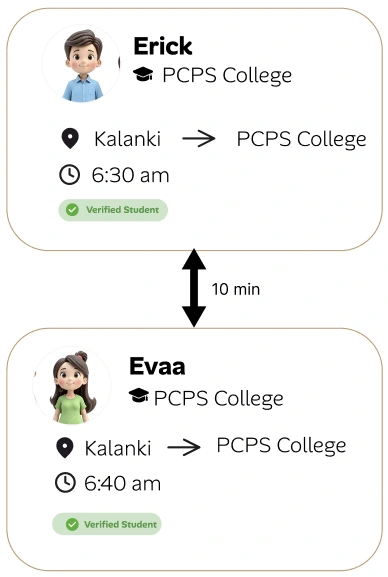 Erick
PCPS College
Kalanki → PCPS College
6:30 am
Verified Student
10 min
Evaa
PCPS College
Kalanki → PCPS College
6:40 am
Verified Student